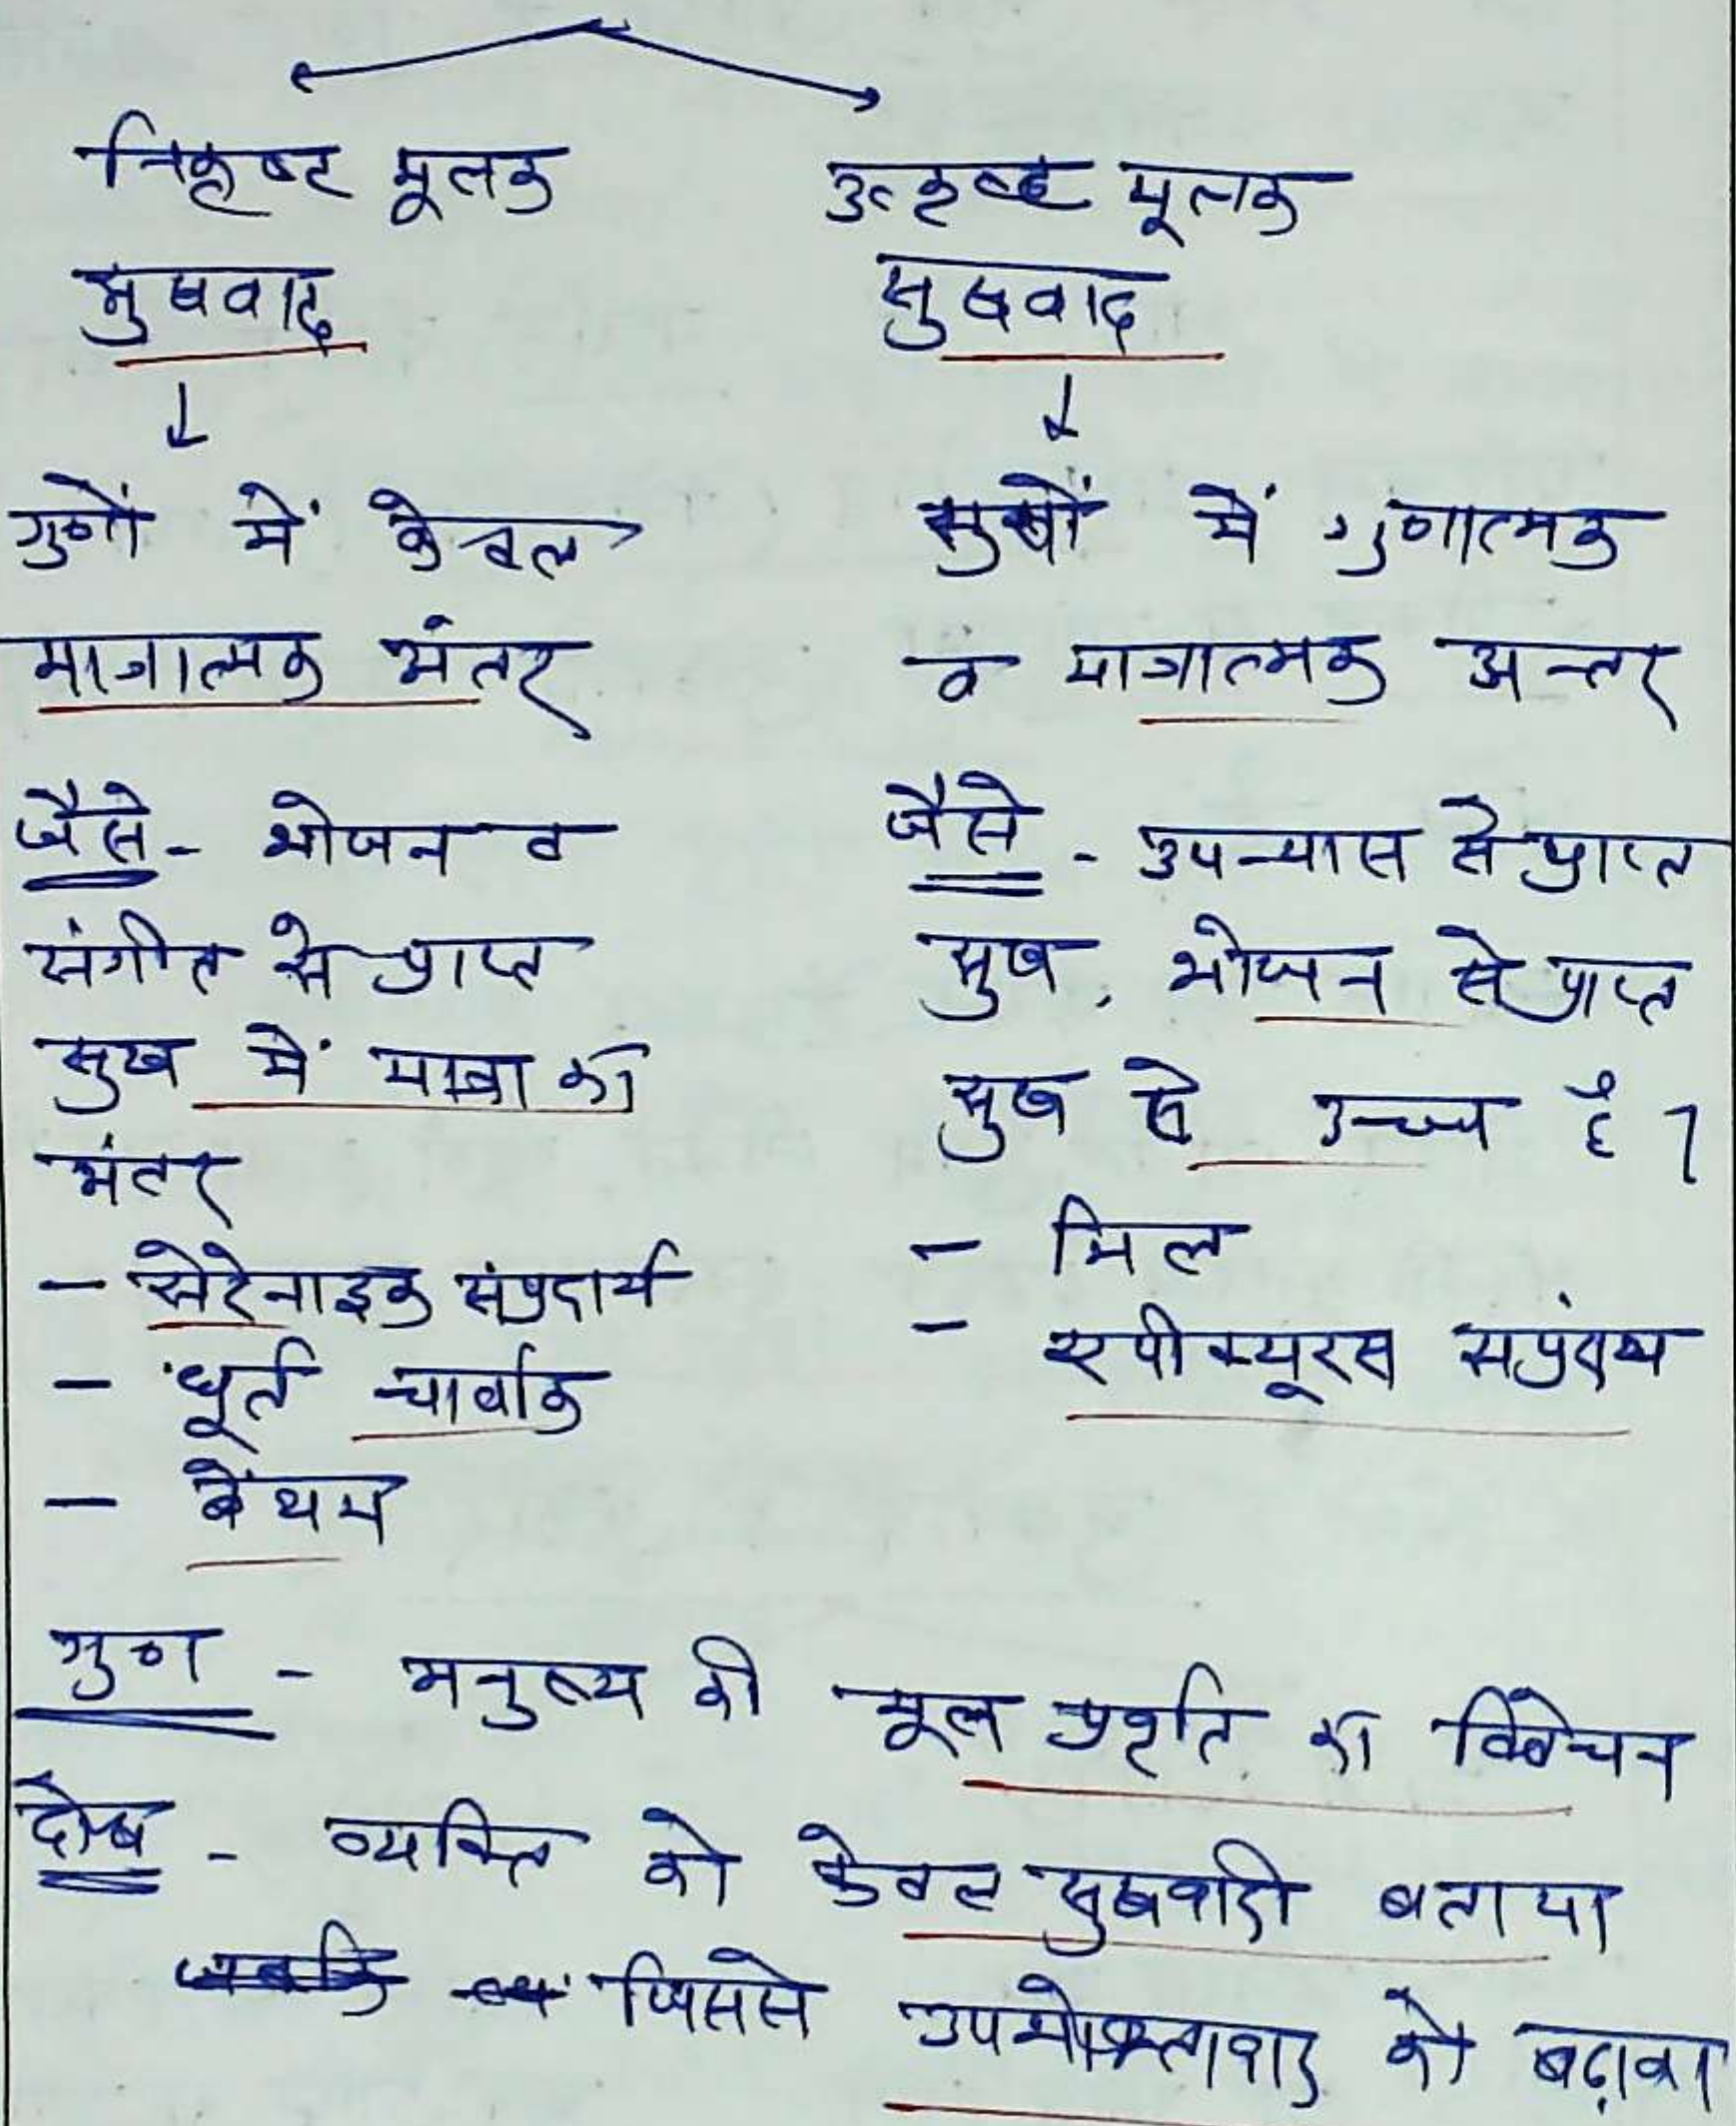 निकृष्ट मूलक
सुखवाद
गुणों में केवल
मात्रात्मक अंतर
जैसे - भोजन व
संगीत से प्राप्त
सुख में मात्रा का
अंतर
- सेरेनाइक संप्रदार्य
- धूर्त चार्वाक
- बेंथम
उत्कृष्ट मूलक
सुखवाद
सुखों में गुणात्मक
व मात्रात्मक अन्तर
जैसे - उपन्यास से प्राप्त
सुख, भोजन से प्राप्त
सुख से उच्च है।
- मिल
- एपीक्यूरस संप्रदाय
गुण - मनुष्य की मूल प्रवृति का विवेचन
दोष - व्यक्ति को केवल सुखवादी बताया
जिससे उपभोक्तावाद को बढ़ावा